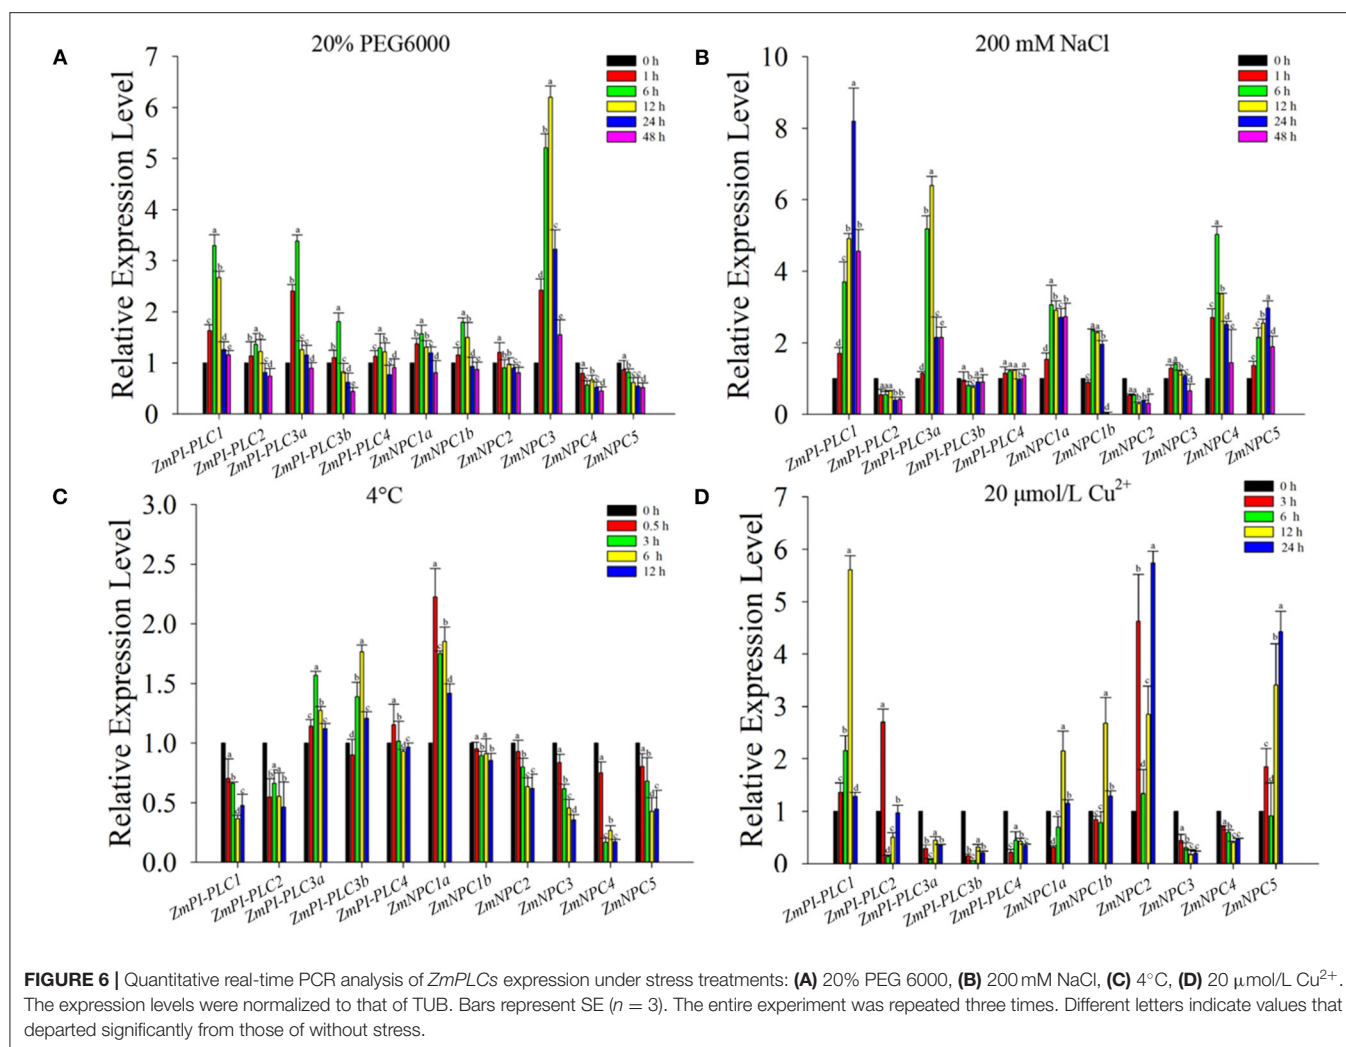 A
20% PEG6000
Relative Expression Level
7
6
5
4
3
2
1
0
0 h
1 h
6 h
12 h
24 h
48 h
ZmPI-PLC1
ZmPI-PLC2
ZmPI-PLC3a
ZmPI-PLC3b
ZmPI-PLC4
ZmNPC1a
ZmNPC1b
ZmNPC2
ZmNPC3
ZmNPC4
ZmNPC5
B
200 mM NaCl
Relative Expression Level
10
8
6
4
2
0
0 h
1 h
6 h
12 h
24 h
48 h
ZmPI-PLC1
ZmPI-PLC2
ZmPI-PLC3a
ZmPI-PLC3b
ZmPI-PLC4
ZmNPC1a
ZmNPC1b
ZmNPC2
ZmNPC3
ZmNPC4
ZmNPC5
C
4°C
Relative Expression Level
3.0
2.5
2.0
1.5
1.0
0.5
0.0
0 h
0.5 h
3 h
6 h
12 h
ZmPI-PLC1
ZmPI-PLC2
ZmPI-PLC3a
ZmPI-PLC3b
ZmPI-PLC4
ZmNPC1a
ZmNPC1b
ZmNPC2
ZmNPC3
ZmNPC4
ZmNPC5
D
20 μmol/L Cu²⁺
Relative Expression Level
7
6
5
4
3
2
1
0
0 h
3 h
6 h
12 h
24 h
ZmPI-PLC1
ZmPI-PLC2
ZmPI-PLC3a
ZmPI-PLC3b
ZmPI-PLC4
ZmNPC1a
ZmNPC1b
ZmNPC2
ZmNPC3
ZmNPC4
ZmNPC5
FIGURE 6 | Quantitative real-time PCR analysis of ZmPLCs expression under stress treatments: (A) 20% PEG 6000, (B) 200 mM NaCl, (C) 4°C, (D) 20 μmol/L Cu²⁺.
The expression levels were normalized to that of TUB. Bars represent SE (n = 3). The entire experiment was repeated three times. Different letters indicate values that
departed significantly from those of without stress.